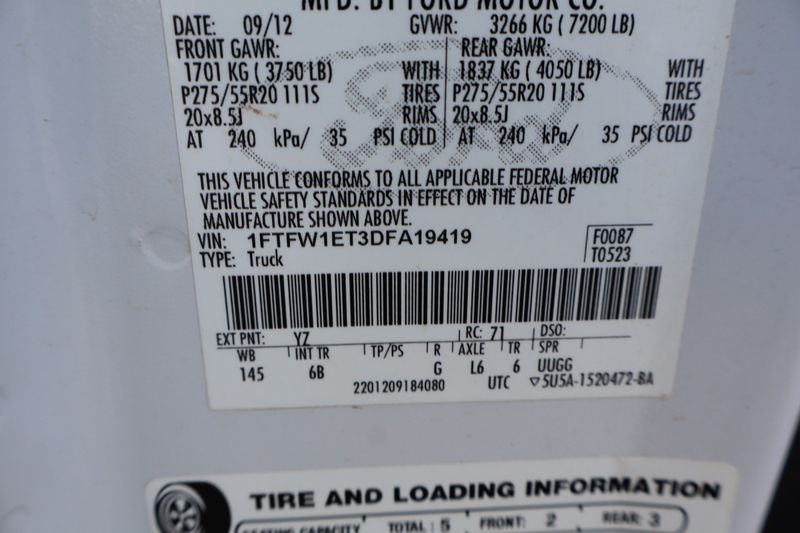 MFD. BY FORD MOTOR CO.
DATE: 09/12 GVWR: 3266 KG ( 7200 LB)
FRONT GAWR: REAR GAWR:
1701 KG ( 3750 LB) WITH 1837 KG ( 4050 LB) WITH
P275/55R20 111S TIRES P275/55R20 111S TIRES
20x8.5J RIMS 20x8.5J RIMS
AT 240 kPa/ 35 PSI COLD AT 240 kPa/ 35 PSI COLD
Ford
THIS VEHICLE CONFORMS TO ALL APPLICABLE FEDERAL MOTOR
VEHICLE SAFETY STANDARDS IN EFFECT ON THE DATE OF
MANUFACTURE SHOWN ABOVE.
VIN: 1FTFW1ET3DFA19419 F0087
TYPE: Truck T0523
EXT PNT: YZ RC: 71 DSO:
WB INT TR TP/PS R AXLE TR SPR
145 6B G L6 6 UUGG
2201209184080 UTC ▽5U5A-1520472-BA
TIRE AND LOADING INFORMATION
SEATING CAPACITY TOTAL : 5 FRONT: 2 REAR: 3